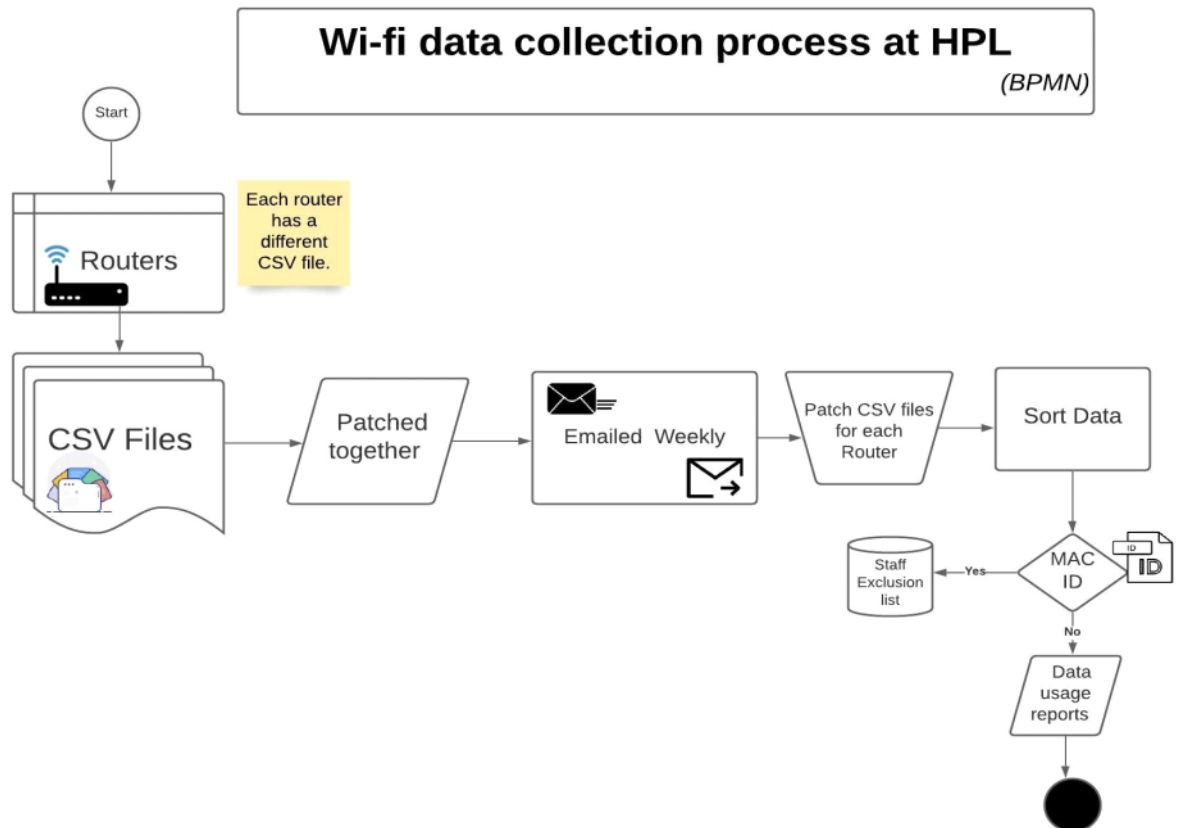 Wi-fi data collection process at HPL
(BPMN)
Start
Each router
has a
different
CSV file.
Routers
CSV Files
Patched
together
Emailed Weekly
Patch CSV files
for each
Router
Sort Data
MAC
ID
ID
ID
Yes
Staff
Exclusion
list
No
Data
usage
reports